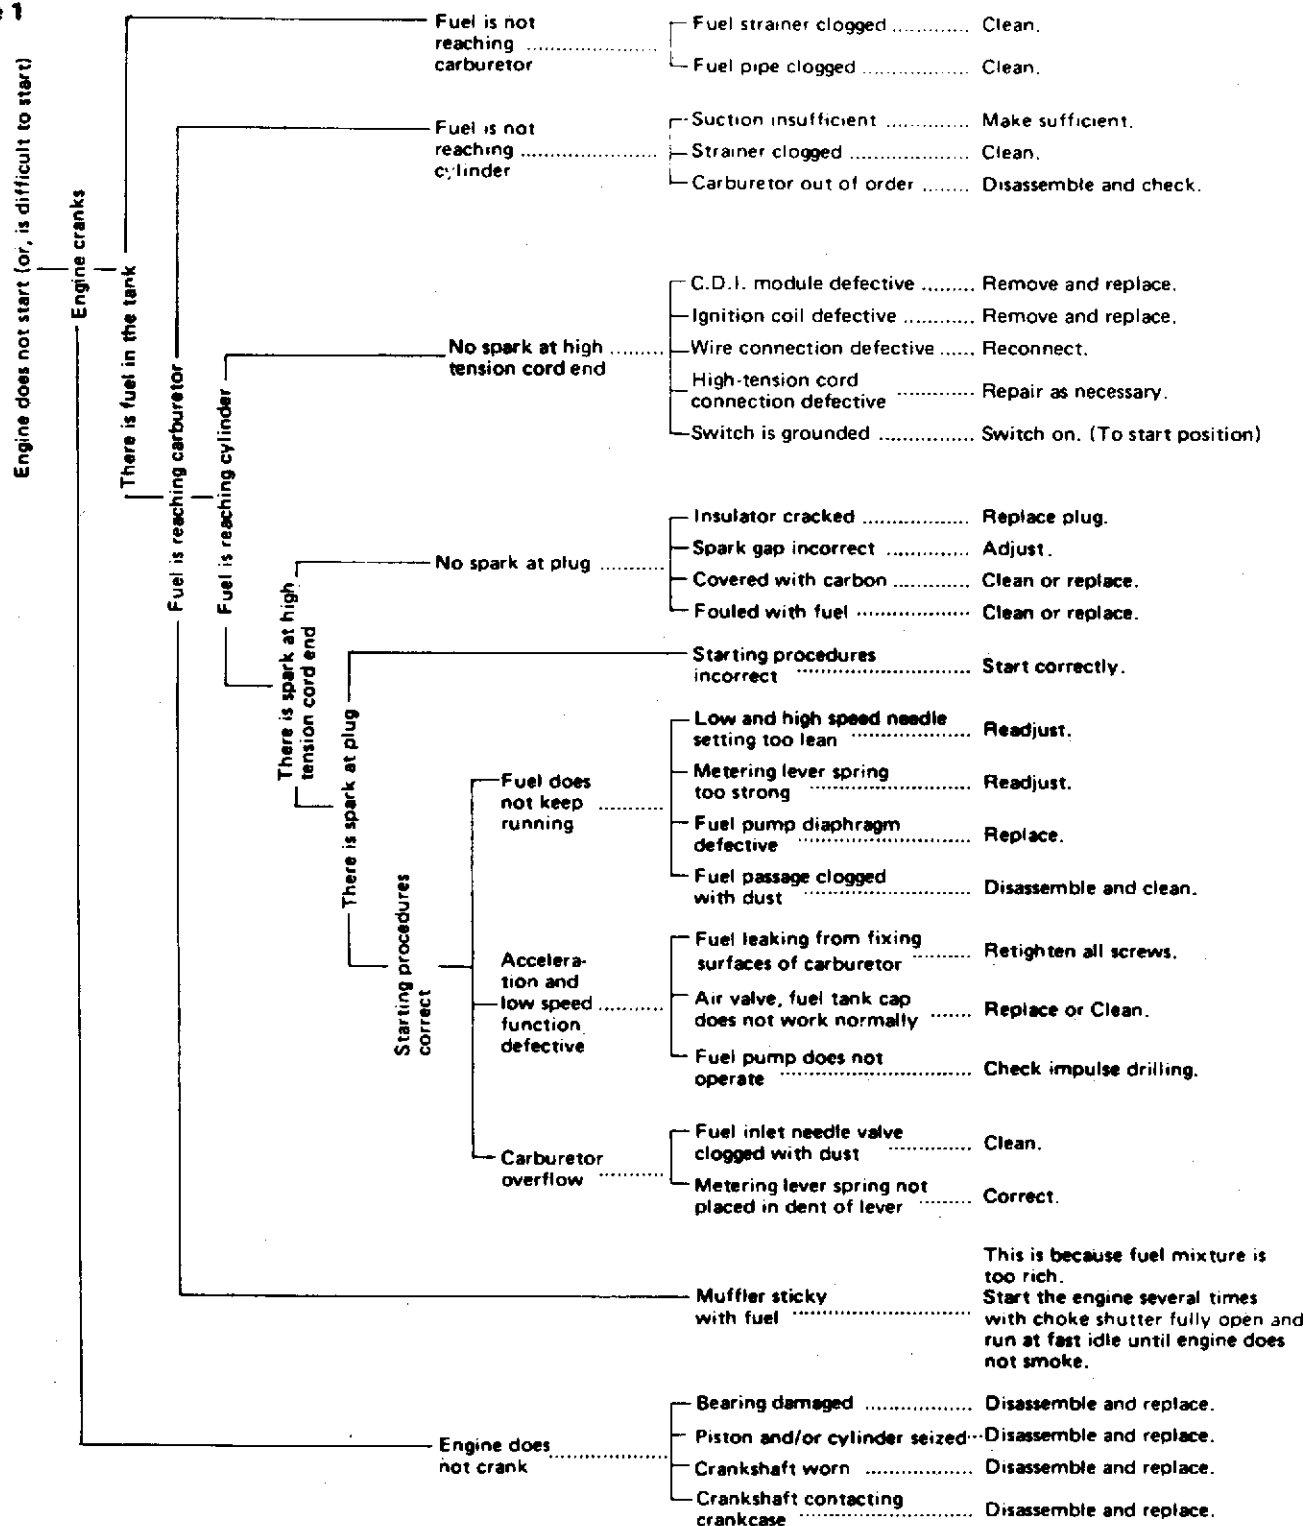 1
Fuel is not
reaching
carburetor
Fuel strainer clogged ............. Clean.
Fuel pipe clogged .................. Clean.
Fuel is not
reaching
cylinder
Suction insufficient .............. Make sufficient.
Strainer clogged .................... Clean.
Carburetor out of order ........ Disassemble and check.
Engine does not start (or, is difficult to start)
Engine cranks
There is fuel in the tank
Fuel is reaching carburetor
Fuel is reaching cylinder
No spark at high
tension cord end
C.D.I. module defective ......... Remove and replace.
Ignition coil defective ............ Remove and replace.
Wire connection defective ...... Reconnect.
High-tension cord
connection defective ............. Repair as necessary.
Switch is grounded ................ Switch on. (To start position)
There is spark at high
tension cord end
No spark at plug
Insulator cracked .................. Replace plug.
Spark gap incorrect .............. Adjust.
Covered with carbon ............. Clean or replace.
Fouled with fuel ................... Clean or replace.
There is spark at plug
Starting procedures
incorrect ............................. Start correctly.
Starting procedures
correct
Fuel does
not keep
running
Low and high speed needle
setting too lean .................... Readjust.
Metering lever spring
too strong ........................... Readjust.
Fuel pump diaphragm
defective ............................. Replace.
Fuel passage clogged
with dust ............................. Disassemble and clean.
Accelera-
tion and
low speed
function
defective
Fuel leaking from fixing
surfaces of carburetor .......... Retighten all screws.
Air valve, fuel tank cap
does not work normally ...... Replace or Clean.
Fuel pump does not
operate ............................... Check impulse drilling.
Carburetor
overflow
Fuel inlet needle valve
clogged with dust ............. Clean.
Metering lever spring not
placed in dent of lever ......... Correct.
Muffler sticky
with fuel
This is because fuel mixture is
too rich.
Start the engine several times
with choke shutter fully open and
run at fast idle until engine does
not smoke.
Engine does
not crank
Bearing damaged .................. Disassemble and replace.
Piston and/or cylinder seized ... Disassemble and replace.
Crankshaft worn .................. Disassemble and replace.
Crankshaft contacting
crankcase ............................ Disassemble and replace.